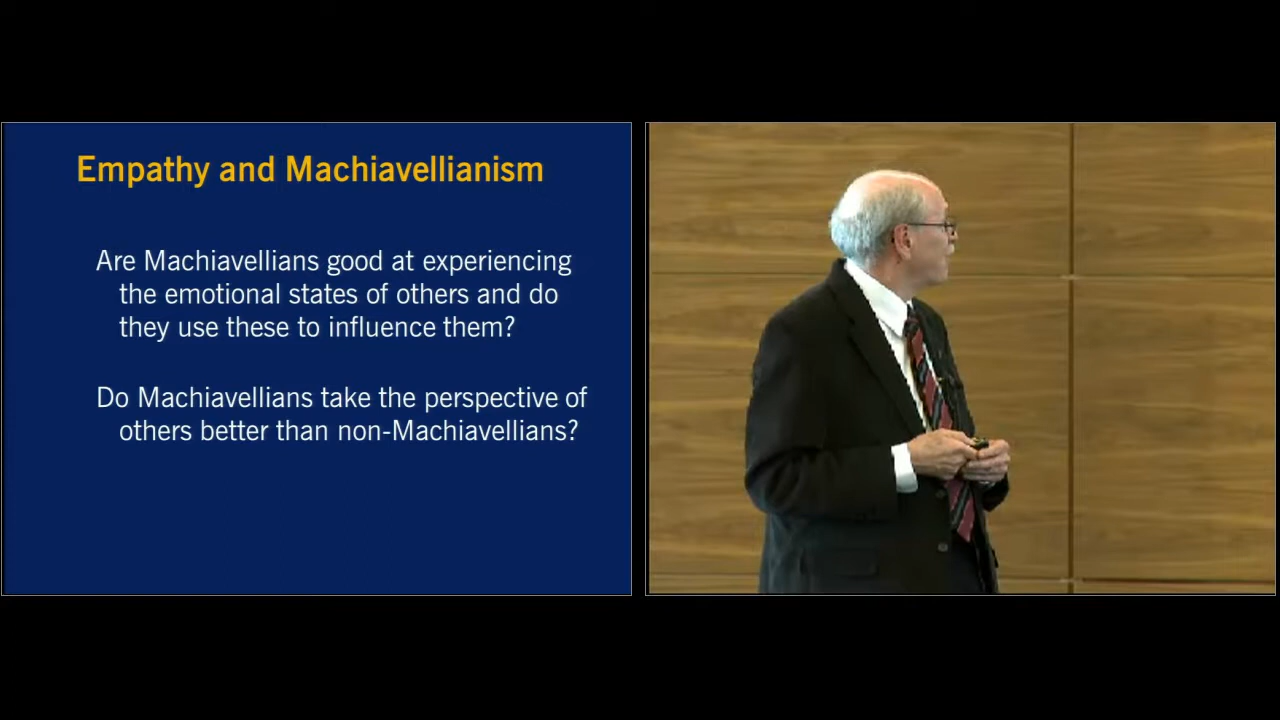 Empathy and Machiavellianism
Are Machiavellians good at experiencing
the emotional states of others and do
they use these to influence them?
Do Machiavellians take the perspective of
others better than non-Machiavellians?